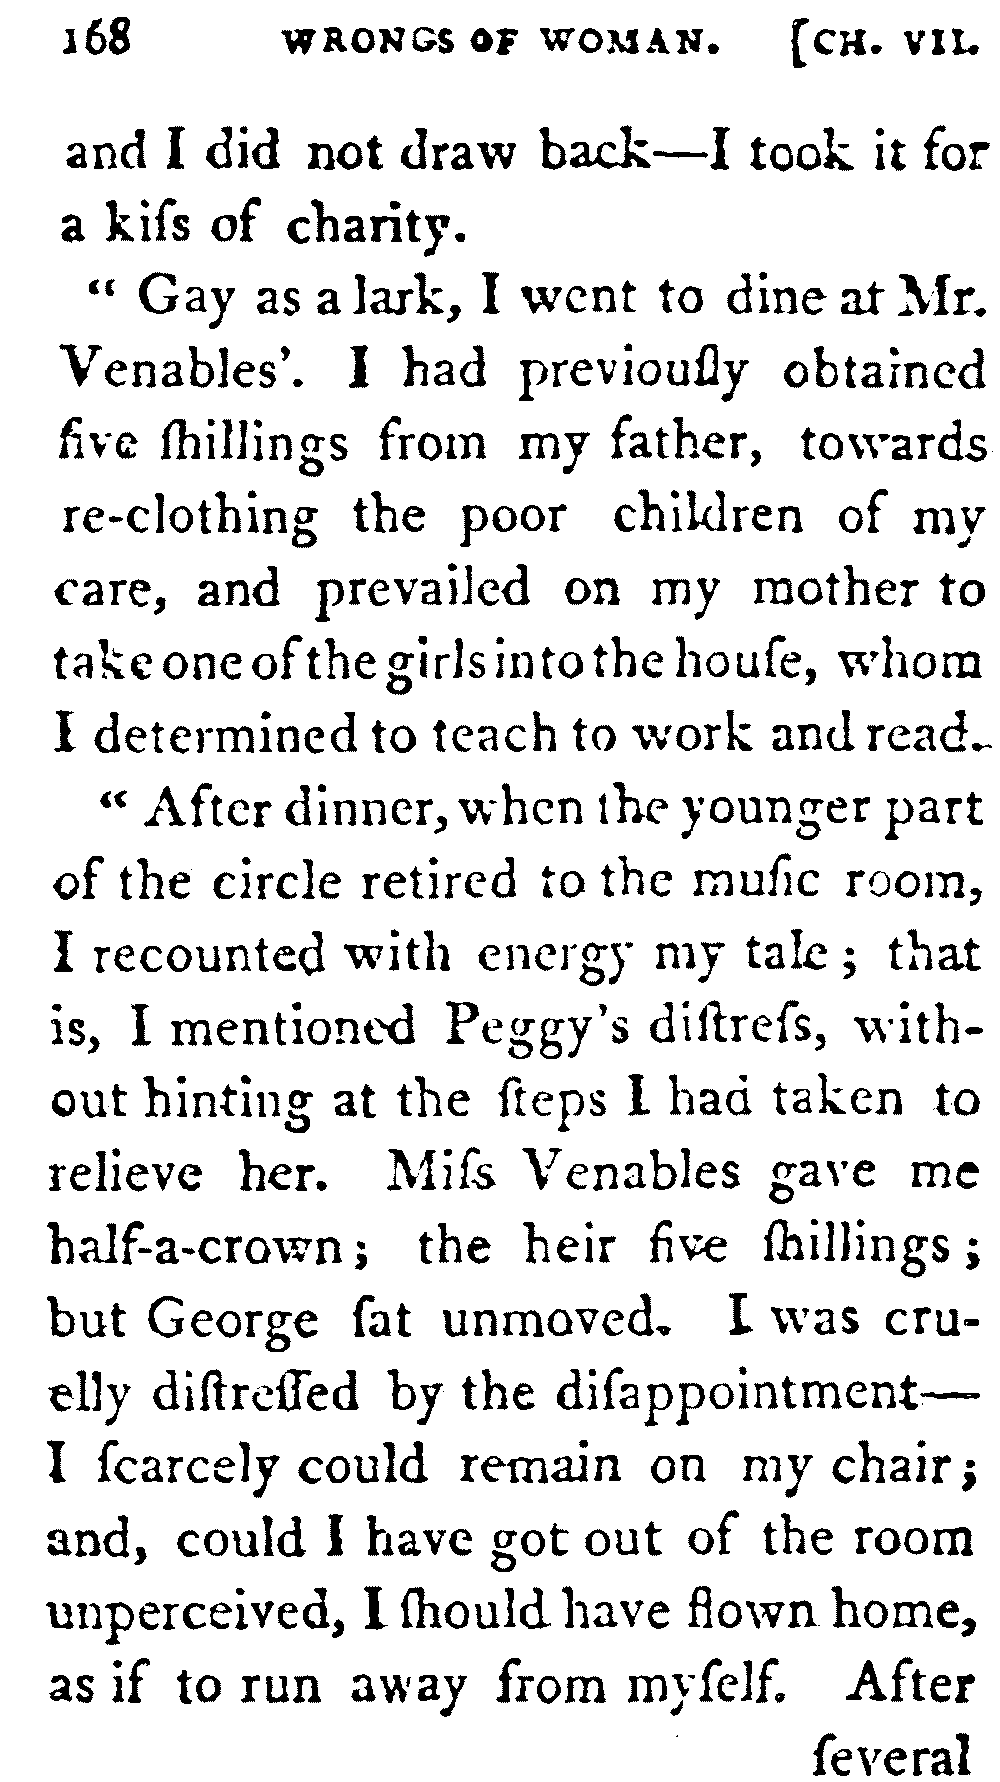 168 WRONGS OF WOMAN. [CH. VII.
and I did not draw back—I took it for
a kiſs of charity.
“ Gay as a lark, I went to dine at Mr.
Venables’. I had previouſly obtained
five ſhillings from my father, towards
re-clothing the poor children of my
care, and prevailed on my mother to
take one of the girls into the houſe, whom
I determined to teach to work and read.
“ After dinner, when the younger part
of the circle retired to the muſic room,
I recounted with energy my tale ; that
is, I mentioned Peggy’s diſtreſs, with-
out hinting at the ſteps I had taken to
relieve her. Miſs Venables gave me
half-a-crown ; the heir five ſhillings ;
but George ſat unmoved. I was cru-
elly diſtreſſed by the diſappointment—
I ſcarcely could remain on my chair ;
and, could I have got out of the room
unperceived, I ſhould have flown home,
as if to run away from myſelf. After
ſeveral